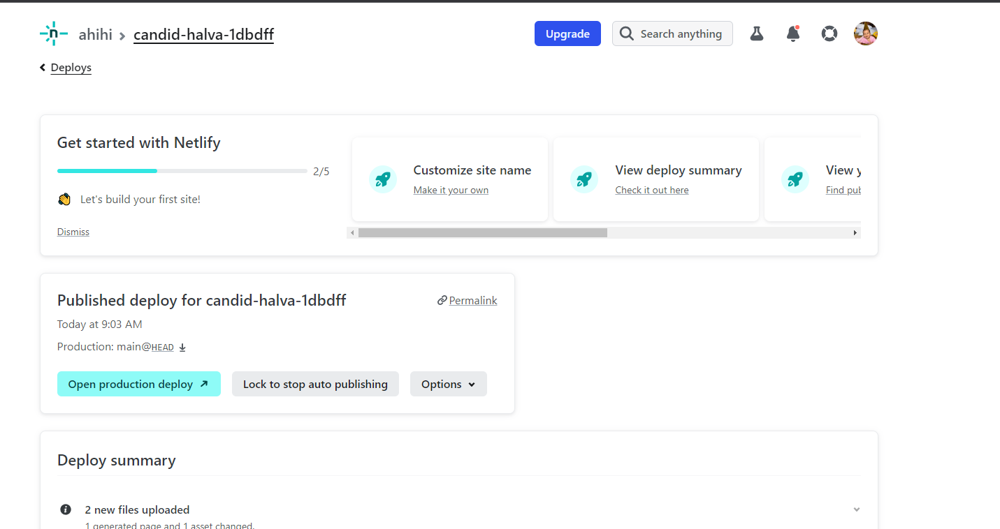 ahihi > candid-halva-1dbdff
Upgrade
Search anything
Deploys
Get started with Netlify
2/5
👋 Let's build your first site!
Dismiss
Customize site name
Make it your own
View deploy summary
Check it out here
View y
Find pub
Published deploy for candid-halva-1dbdff
Permalink
Today at 9:03 AM
Production: main@HEAD
Open production deploy
Lock to stop auto publishing
Options
Deploy summary
2 new files uploaded
1 generated page and 1 asset changed.